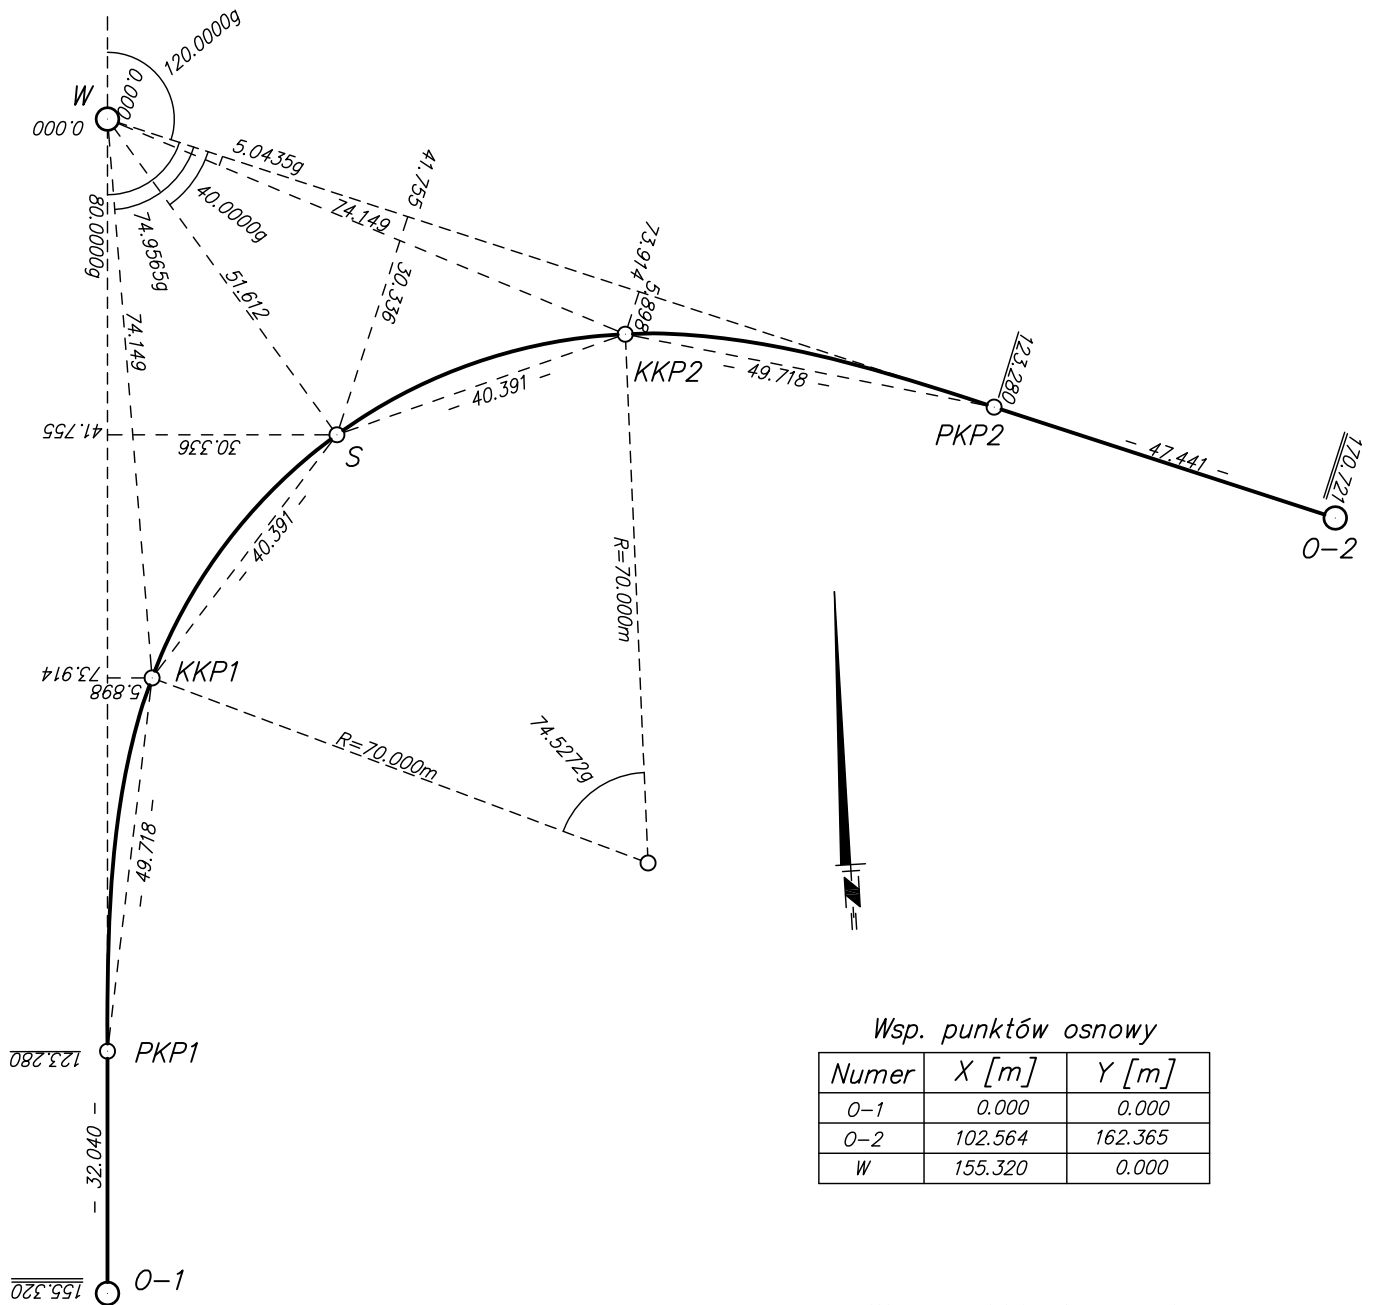 120.0000g
0.000
W
0.000
5.0435g
41.755
80.0000g
74.9565g
40.0000g
74.149
51.612
30.336
73.914
5.898
74.149
KKP2
123.280
40.391
49.718
PKP2
41.755
30.336
S
47.441
170.721
O-2
40.391
R=70.000m
73.914
5.898
KKP1
R=70.000m
74.5272g
49.718
N
123.280
PKP1
32.040
155.320
O-1
Wsp. punktów osnowy
Numer X [m] Y [m]
O-1 0.000 0.000
O-2 102.564 162.365
W 155.320 0.000